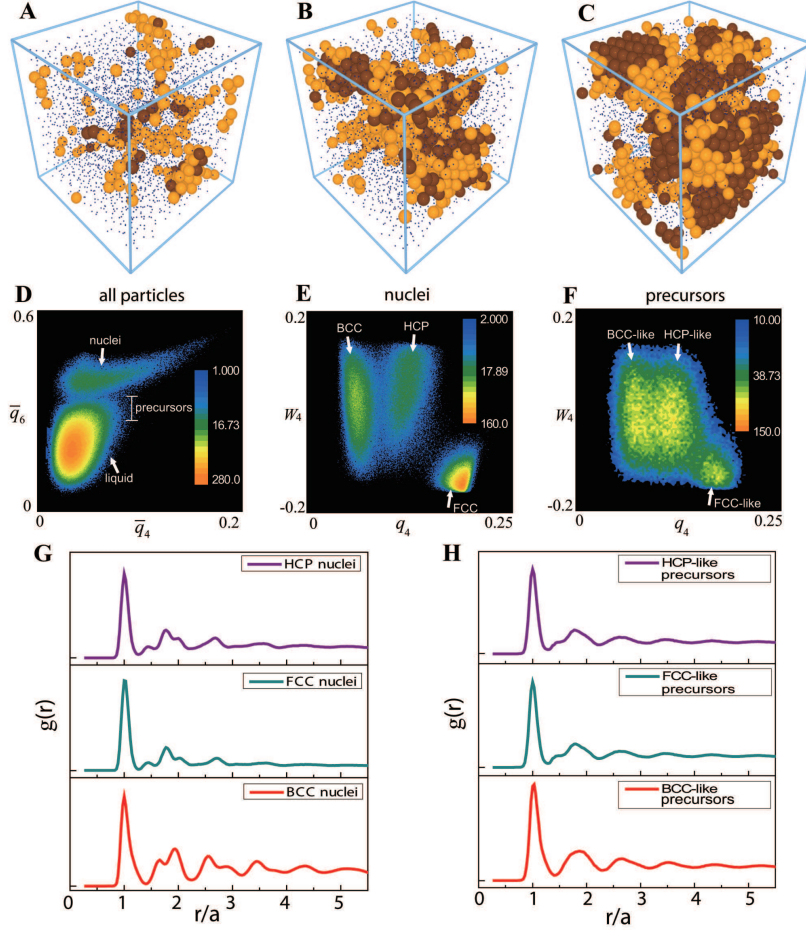 A
B
C
D all particles
0.6
nuclei
1.000
precursors
q̄6
16.73
liquid
280.0
0
0 q̄4 0.2
E nuclei
0.2
BCC
HCP
2.000
17.89
W4
160.0
FCC
-0.2
0 q4 0.25
F precursors
0.2
BCC-like HCP-like
10.00
38.73
W4
150.0
FCC-like
-0.2
0 q4 0.25
G
HCP nuclei
FCC nuclei
g(r)
BCC nuclei
0 1 2 3 4 5
r/a
H
HCP-like
precursors
FCC-like
precursors
g(r)
BCC-like
precursors
0 1 2 3 4 5
r/a